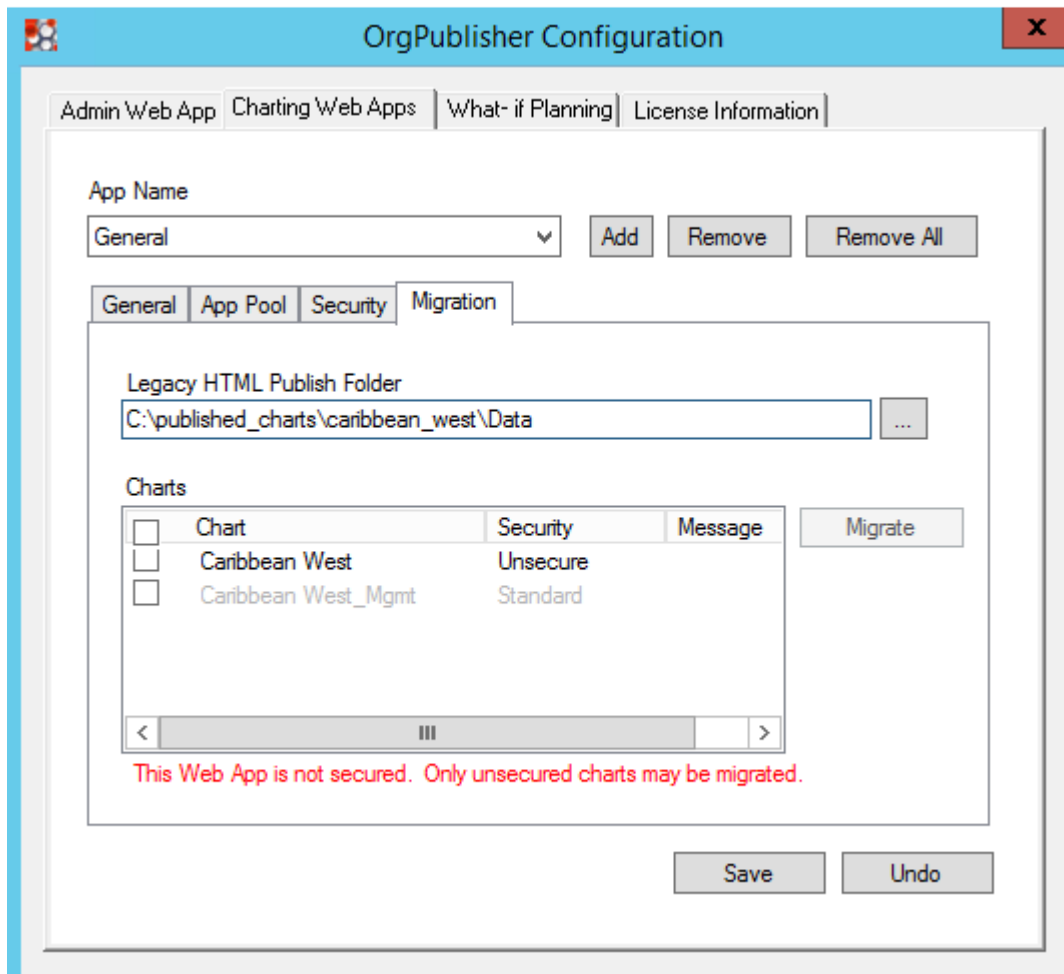 OrgPublisher Configuration
x
Admin Web App Charting Web Apps What- if Planning License Information
App Name
General Add Remove Remove All
General App Pool Security Migration
Legacy HTML Publish Folder
C:\published_charts\caribbean_west\Data ...
Charts
Chart Security Message Migrate
Caribbean West Unsecure
Caribbean West_Mgmt Standard
This Web App is not secured. Only unsecured charts may be migrated.
Save Undo